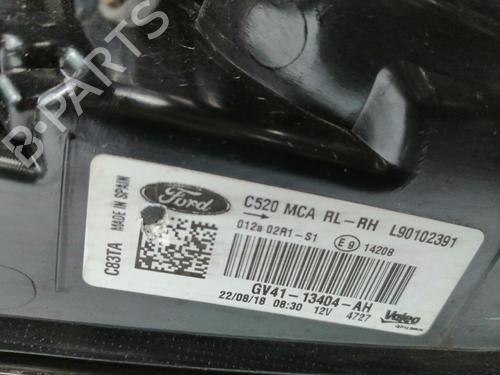 B-PARTS
MADE IN SPAIN
C83TA
Ford
C520 MCA RL-RH L90102391
012a 02R1-S1 E9 14208
GV41-13404-AH
22/08/18 08:30 12V 4727
Valeo